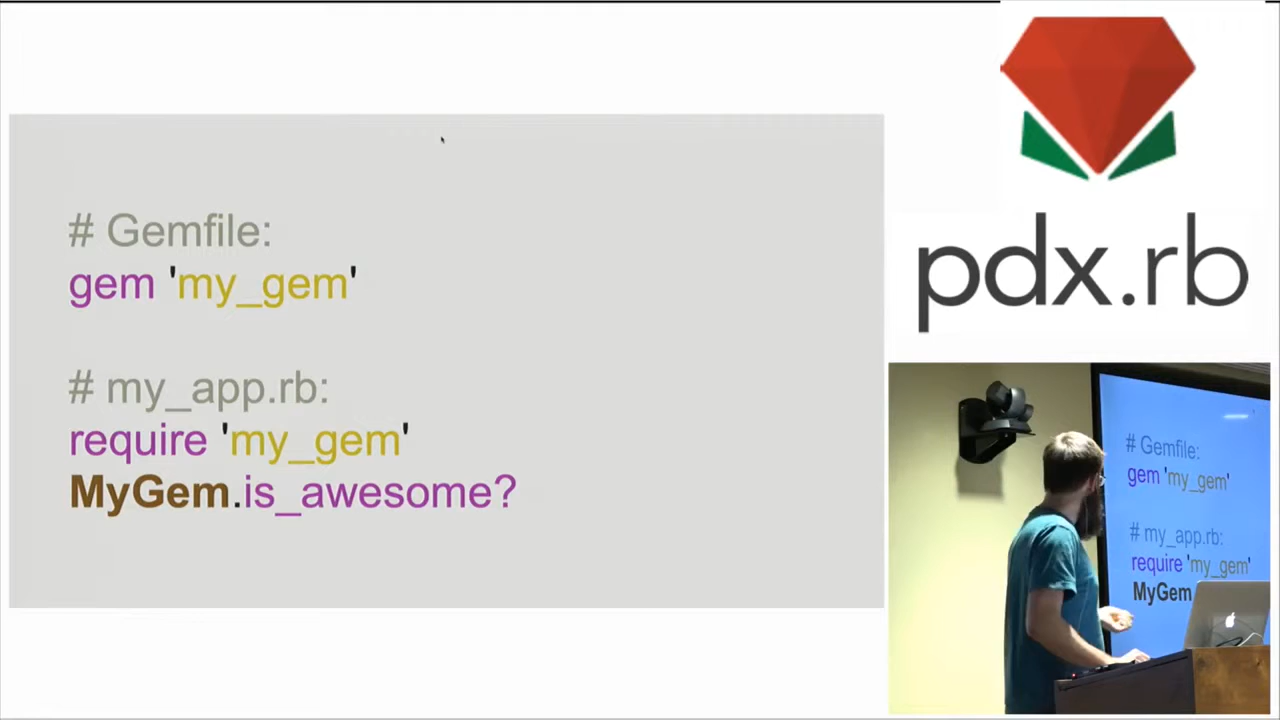 # Gemfile:
gem 'my_gem'
# my_app.rb:
require 'my_gem'
MyGem.is_awesome?
pdx.rb
# Gemfile:
gem 'my_gem'
# my_app.rb:
require 'my_gem'
MyGem